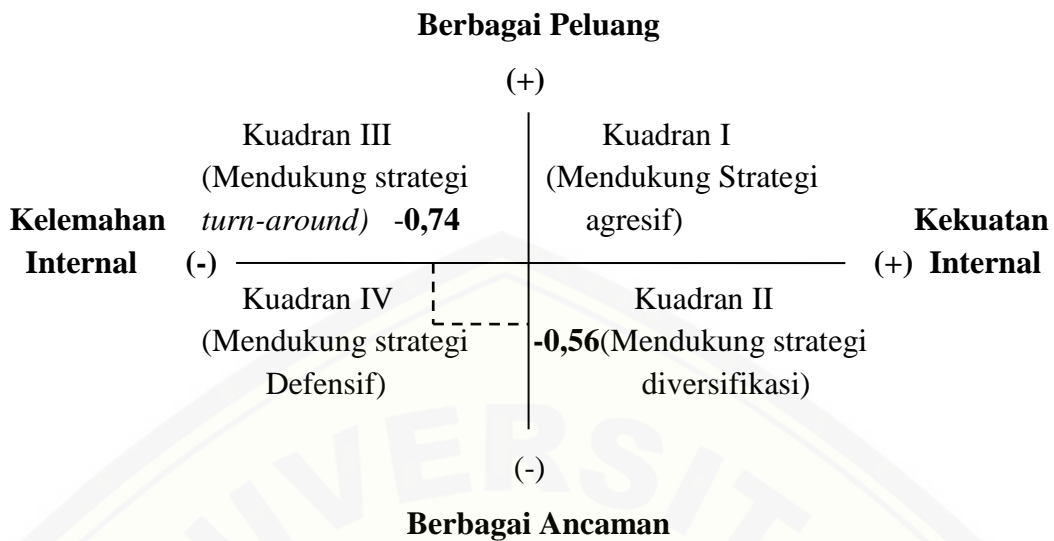 Berbagai Peluang
(+)
Kuadran III
(Mendukung strategi
turn-around) -0,74
Kuadran I
(Mendukung Strategi
agresif)
Kelemahan
Internal (-)
Kekuatan
(+) Internal
Kuadran IV
(Mendukung strategi
Defensif)
Kuadran II
-0,56(Mendukung strategi
diversifikasi)
(-)
Berbagai Ancaman
UNIVERSIT